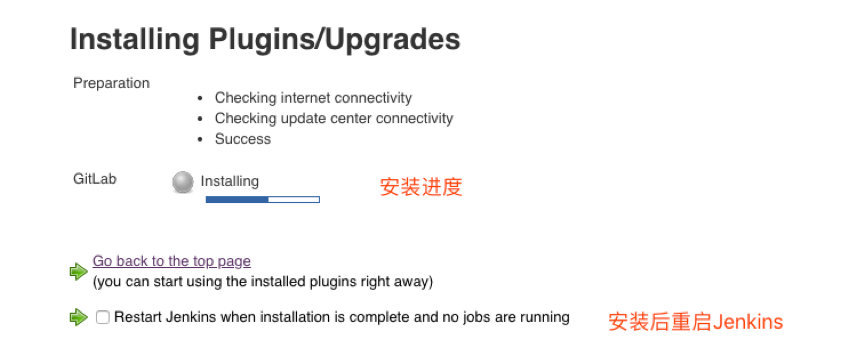 Installing Plugins/Upgrades
Preparation
Checking internet connectivity
Checking update center connectivity
Success
GitLab
Installing
安装进度
Go back to the top page
(you can start using the installed plugins right away)
Restart Jenkins when installation is complete and no jobs are running
安装后重启Jenkins